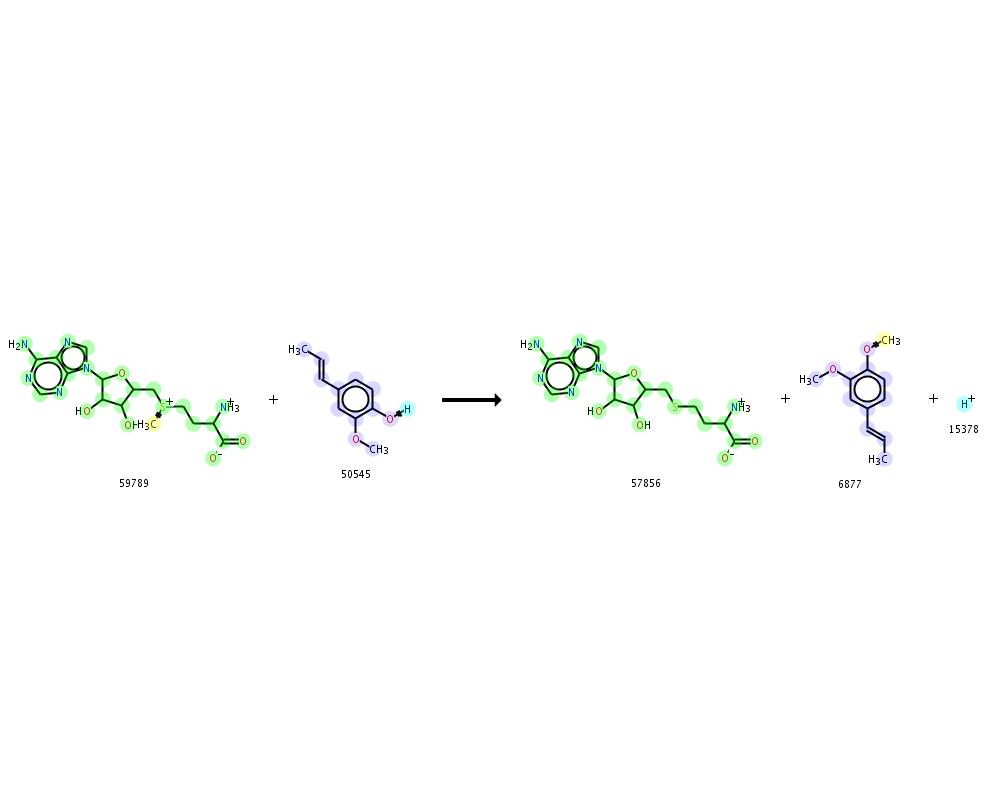 H2N N N N N O HO OH H3C S+ NH3+ O O-
59789
+
H3C O H O CH3
50545
H2N N N N N O HO OH S NH3+ O O-
57856
+
O CH3 O H3C H3C
6877
+
H+
15378